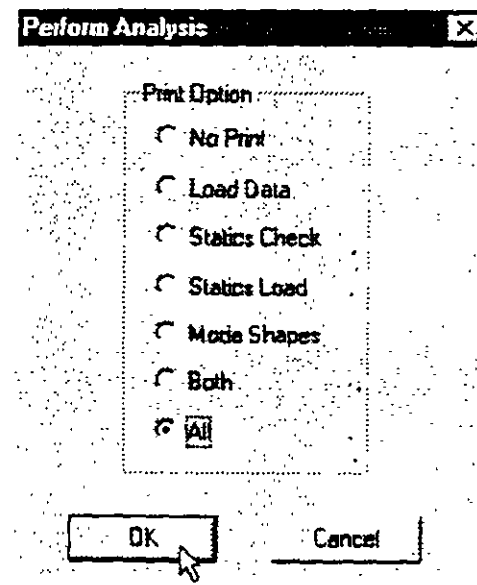 Perform Analysis
Print Option
No Print
Load Data
Statics Check
Statics Load
Mode Shapes
Both
All
OK
Cancel